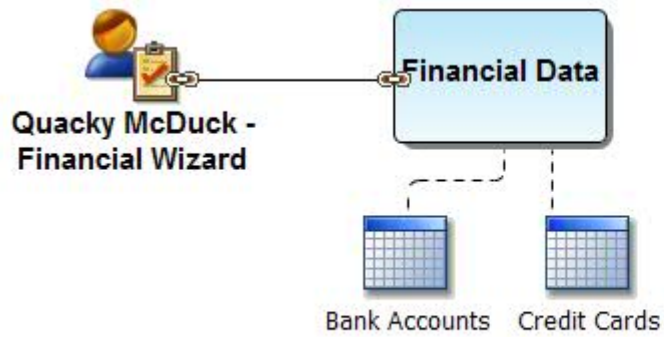 Financial Data
Quacky McDuck -
Financial Wizard
Bank Accounts
Credit Cards